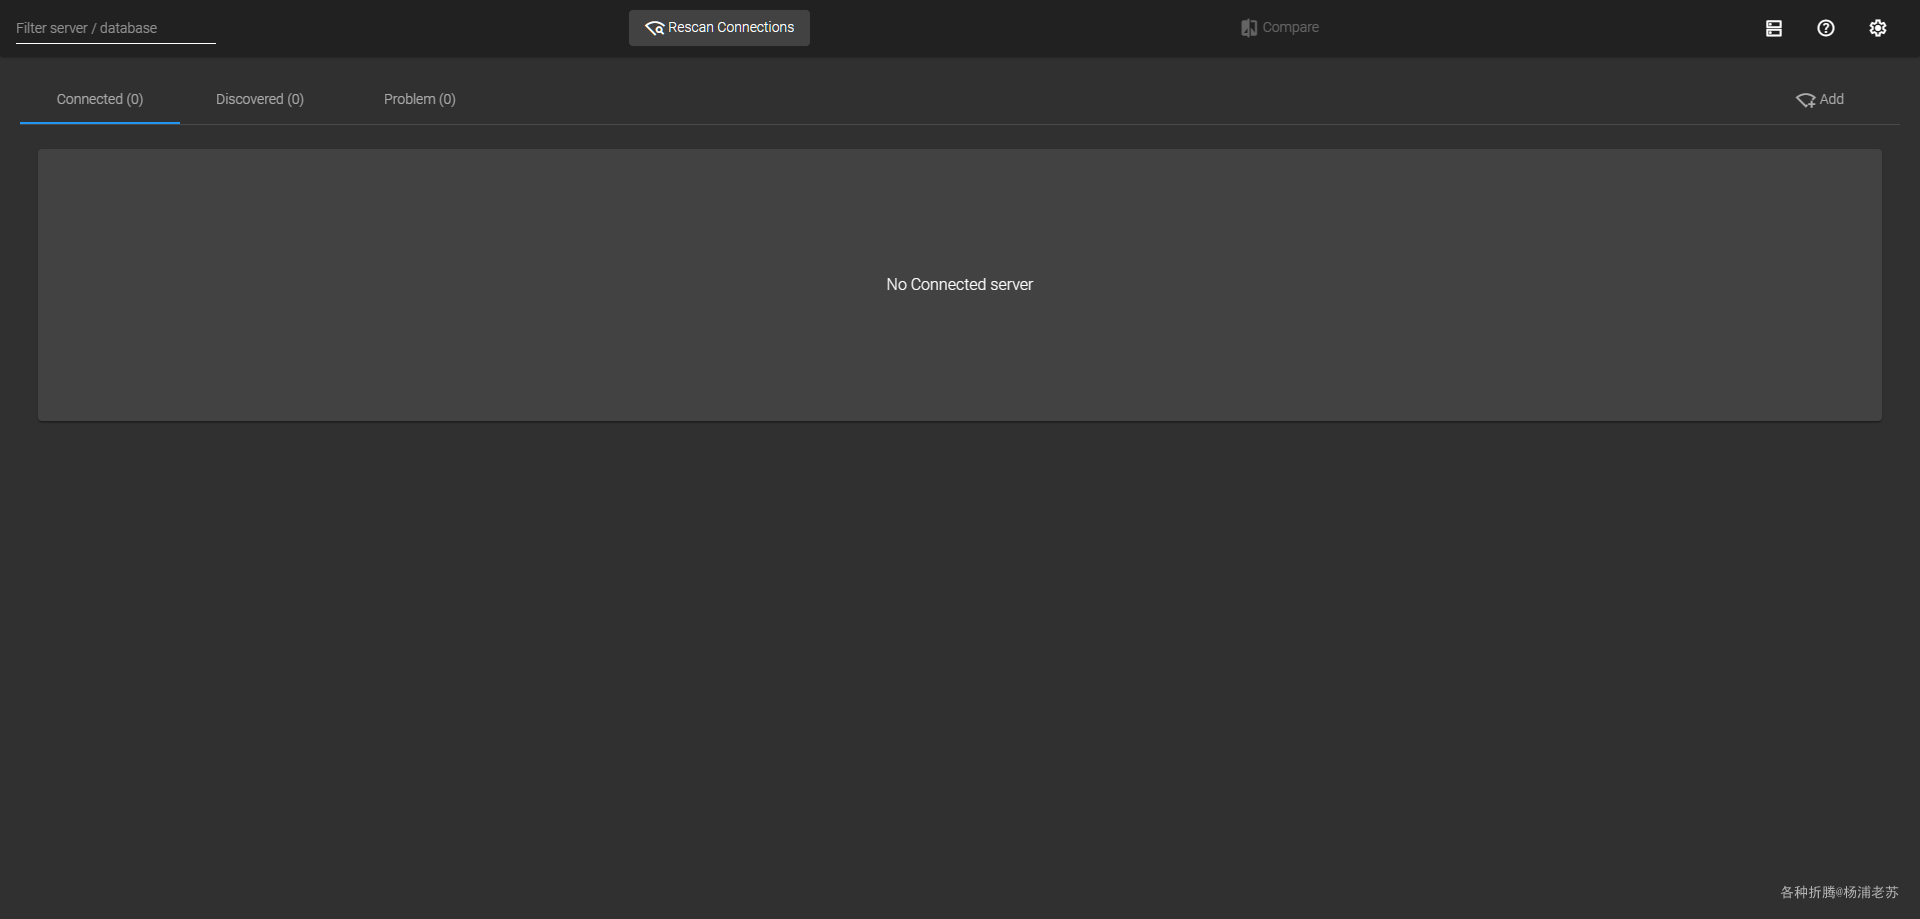 Filter server / database
Rescan Connections
Compare
Connected (0)
Discovered (0)
Problem (0)
Add
No Connected server
各种折腾@杨浦老苏